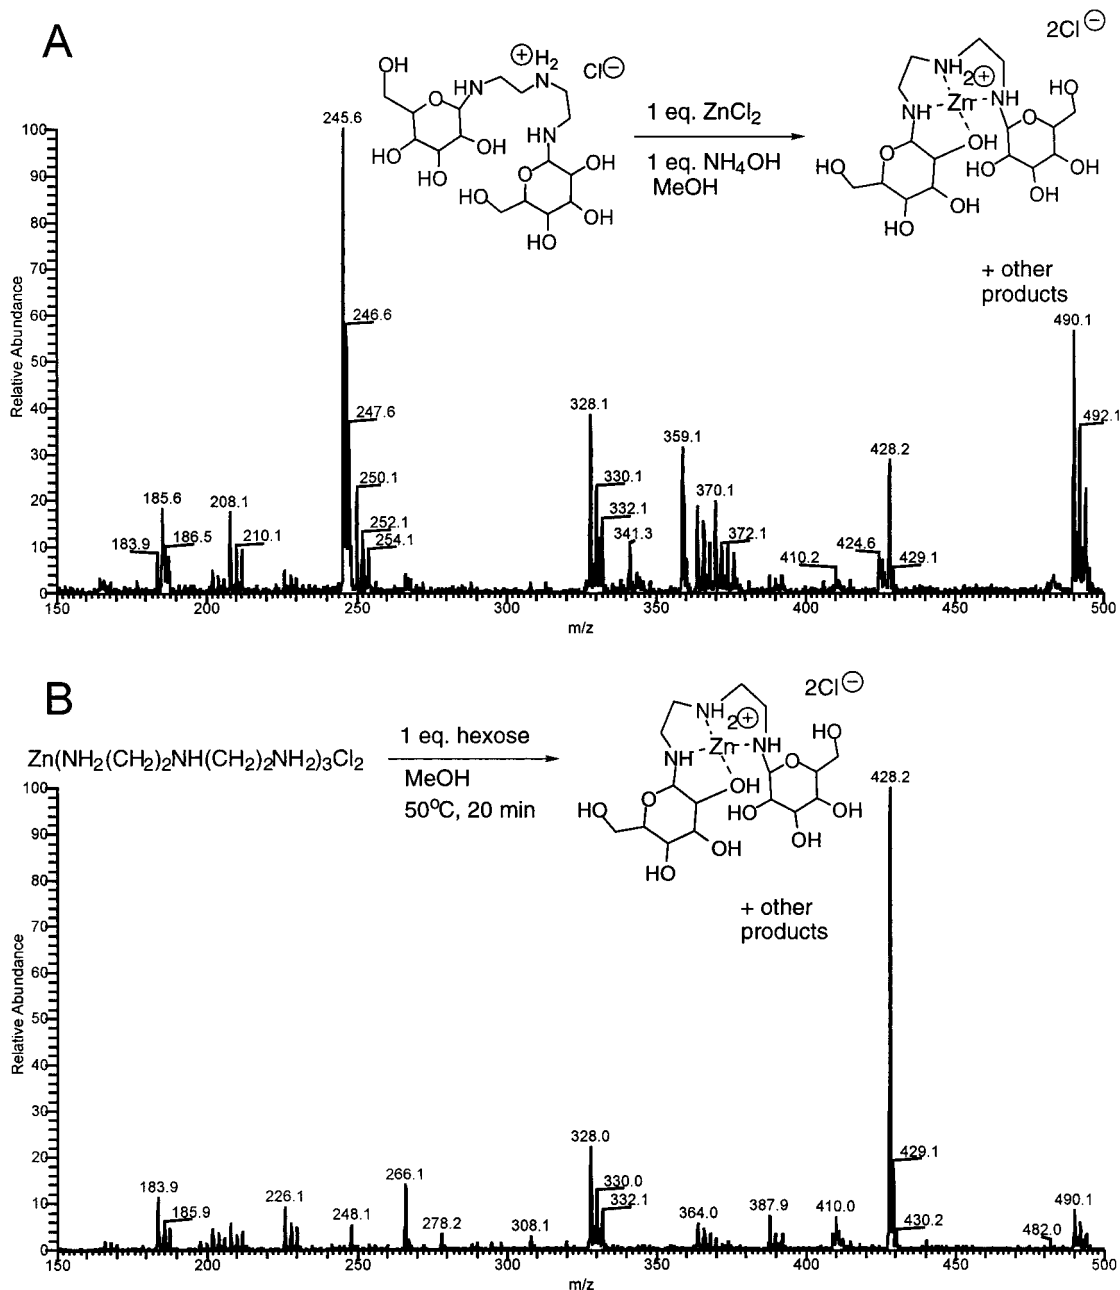 A
OH
NH
⊕NH₂
Cl⊖
O
HO
OH
OH
NH
HO
OH
O
OH
HO
OH
HO
1 eq. ZnCl₂
1 eq. NH₄OH
MeOH
2Cl⊖
NH
2⊕
NH
Zn
NH
HO
OH
O
O
HO
OH
HO
OH
HO
OH
HO
+ other
products
Relative Abundance
100
90
80
70
60
50
40
30
20
10
0
245.6
246.6
247.6
250.1
252.1
254.1
185.6
183.9
186.5
208.1
210.1
328.1
330.1
332.1
341.3
359.1
370.1
372.1
410.2
424.6
428.2
429.1
490.1
492.1
150 200 250 300 350 400 450 500
m/z
B
Zn(NH₂(CH₂)₂NH(CH₂)₂NH₂)₃Cl₂
1 eq. hexose
MeOH
50°C, 20 min
2Cl⊖
NH
2⊕
NH
Zn
NH
HO
OH
O
O
HO
OH
HO
OH
HO
OH
HO
+ other
products
Relative Abundance
100
90
80
70
60
50
40
30
20
10
0
183.9
185.9
226.1
248.1
266.1
278.2
308.1
328.0
330.0
332.1
364.0
387.9
410.0
428.2
429.1
430.2
482.0
490.1
150 200 250 300 350 400 450 500
m/z